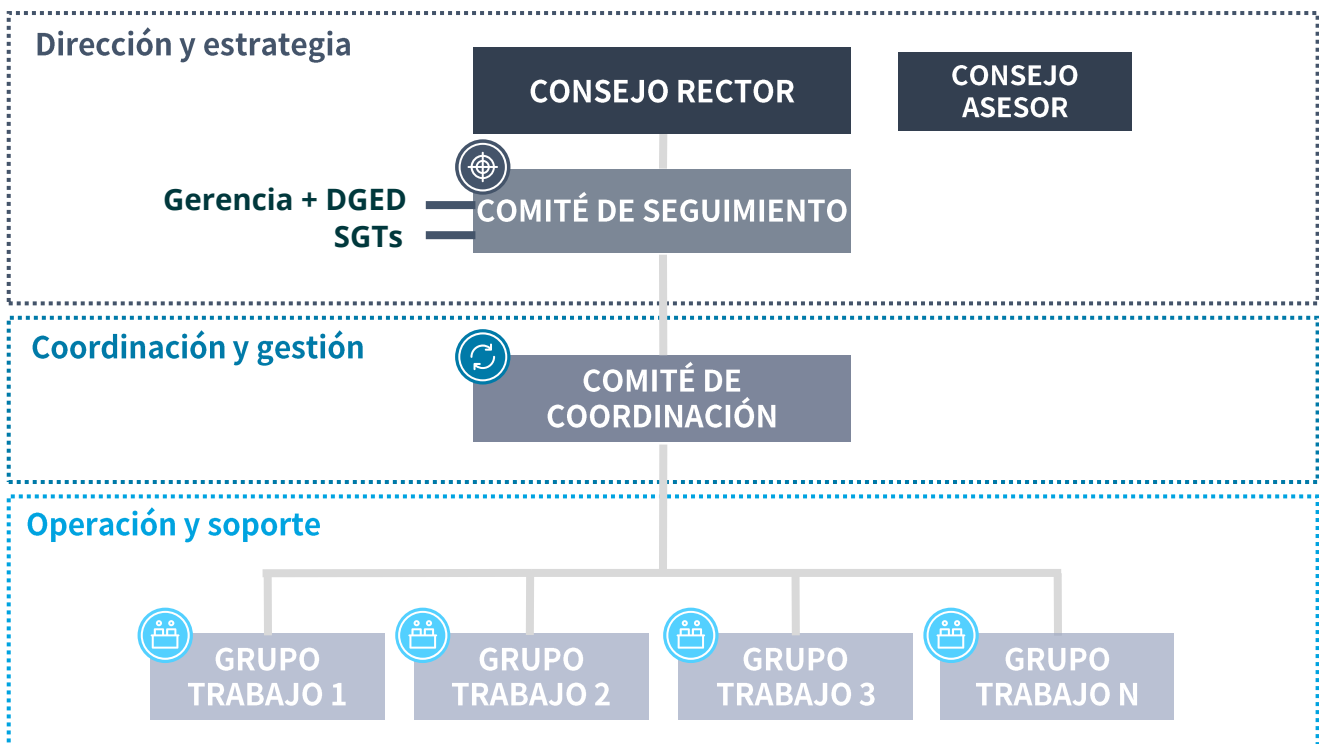 Dirección y estrategia
CONSEJO RECTOR
CONSEJO
ASESOR
Gerencia + DGED
SGTs
COMITÉ DE SEGUIMIENTO
Coordinación y gestión
COMITÉ DE
COORDINACIÓN
Operación y soporte
GRUPO
TRABAJO 1
GRUPO
TRABAJO 2
GRUPO
TRABAJO 3
GRUPO
TRABAJO N